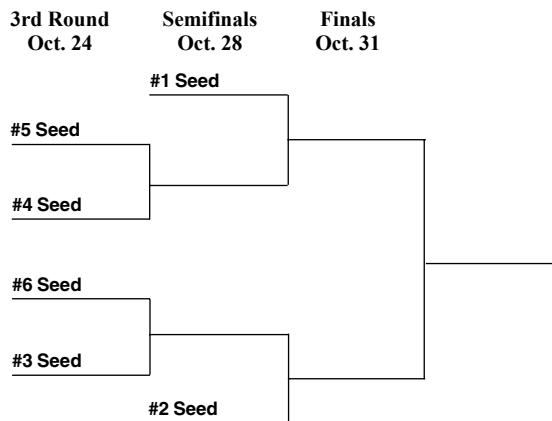 3rd Round Semifinals Finals
Oct. 24 Oct. 28 Oct. 31
#1 Seed
#5 Seed
#4 Seed
#6 Seed
#3 Seed
#2 Seed